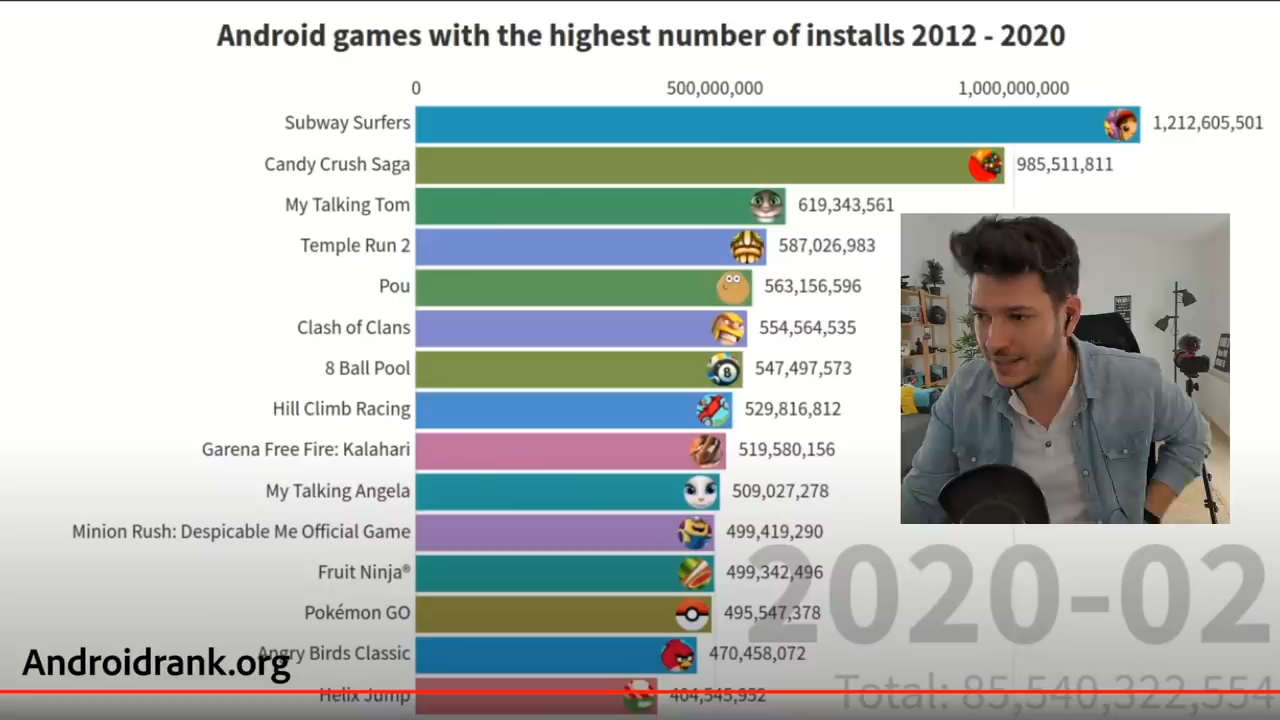 Android games with the highest number of installs 2012 - 2020
0 500,000,000 1,000,000,000
Subway Surfers 1,212,605,501
Candy Crush Saga 985,511,811
My Talking Tom 619,343,561
Temple Run 2 587,026,983
Pou 563,156,596
Clash of Clans 554,564,535
8 Ball Pool 547,497,573
Hill Climb Racing 529,816,812
Garena Free Fire: Kalahari 519,580,156
My Talking Angela 509,027,278
Minion Rush: Despicable Me Official Game 499,419,290
Fruit Ninja® 499,342,496
Pokémon GO 495,547,378
2020-02
Angry Birds Classic 470,458,072
Androidrank.org
Helix Jump 404,545,952
Total: 85,540,322,554